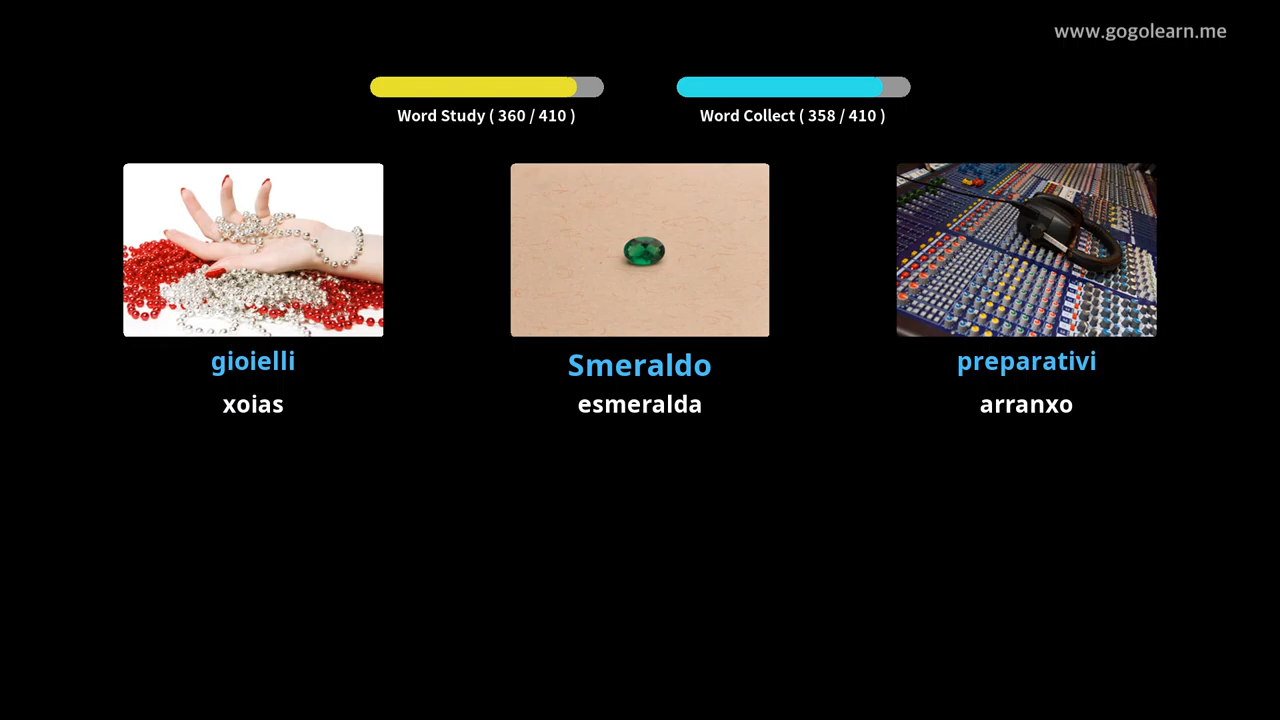 www.gogolearn.me
Word Study ( 360 / 410 )
Word Collect ( 358 / 410 )
gioielli
Smeraldo
preparativi
xoias
esmeralda
arranxo